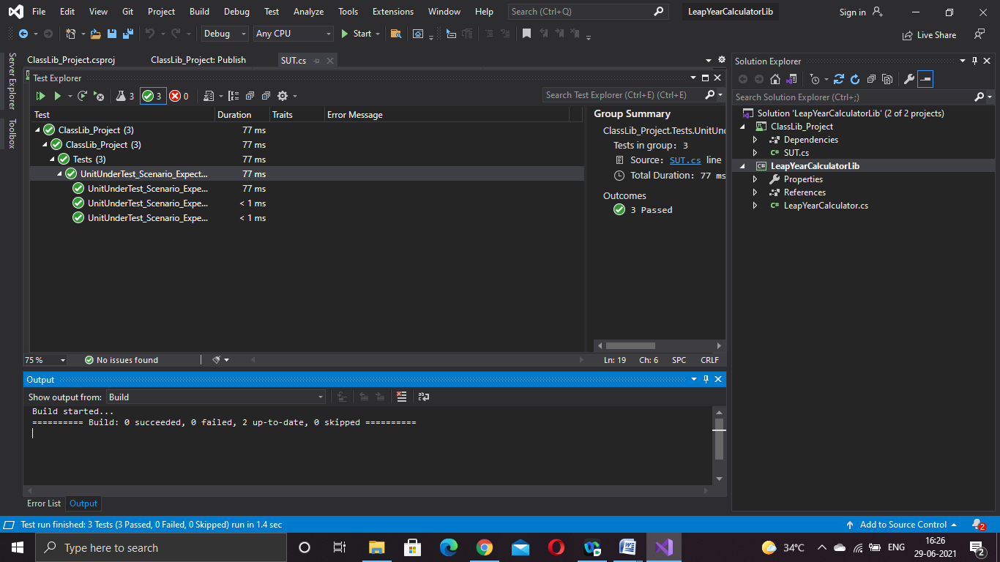 File Edit View Git Project Build Debug Test Analyze Tools Extensions Window Help Search (Ctrl+Q) LeapYearCalculatorLib Sign in
Debug Any CPU Start Live Share
Server Explorer
Toolbox
ClassLib_Project.csproj ClassLib_Project: Publish SUT.cs
Test Explorer
3 3 0 Search Test Explorer (Ctrl+E) (Ctrl+E)
Test Duration Traits Error Message
ClassLib_Project (3) 77 ms
ClassLib_Project (3) 77 ms
Tests (3) 77 ms
UnitUnderTest_Scenario_Expect... 77 ms
UnitUnderTest_Scenario_Expe... 77 ms
UnitUnderTest_Scenario_Expe... < 1 ms
UnitUnderTest_Scenario_Expe... < 1 ms
Group Summary
ClassLib_Project.Tests.UnitUn
Tests in group: 3
Source: SUT.cs line
Total Duration: 77 ms
Outcomes
3 Passed
75 % No issues found Ln: 19 Ch: 6 SPC CRLF
Output
Show output from: Build
Build started...
========== Build: 0 succeeded, 0 failed, 2 up-to-date, 0 skipped ==========
Error List Output
Solution Explorer
Search Solution Explorer (Ctrl+;)
Solution 'LeapYearCalculatorLib' (2 of 2 projects)
ClassLib_Project
Dependencies
C# SUT.cs
C# LeapYearCalculatorLib
Properties
References
C# LeapYearCalculator.cs
Test run finished: 3 Tests (3 Passed, 0 Failed, 0 Skipped) run in 1.4 sec Add to Source Control 2
Type here to search 34°C ENG 16:26
29-06-2021 2